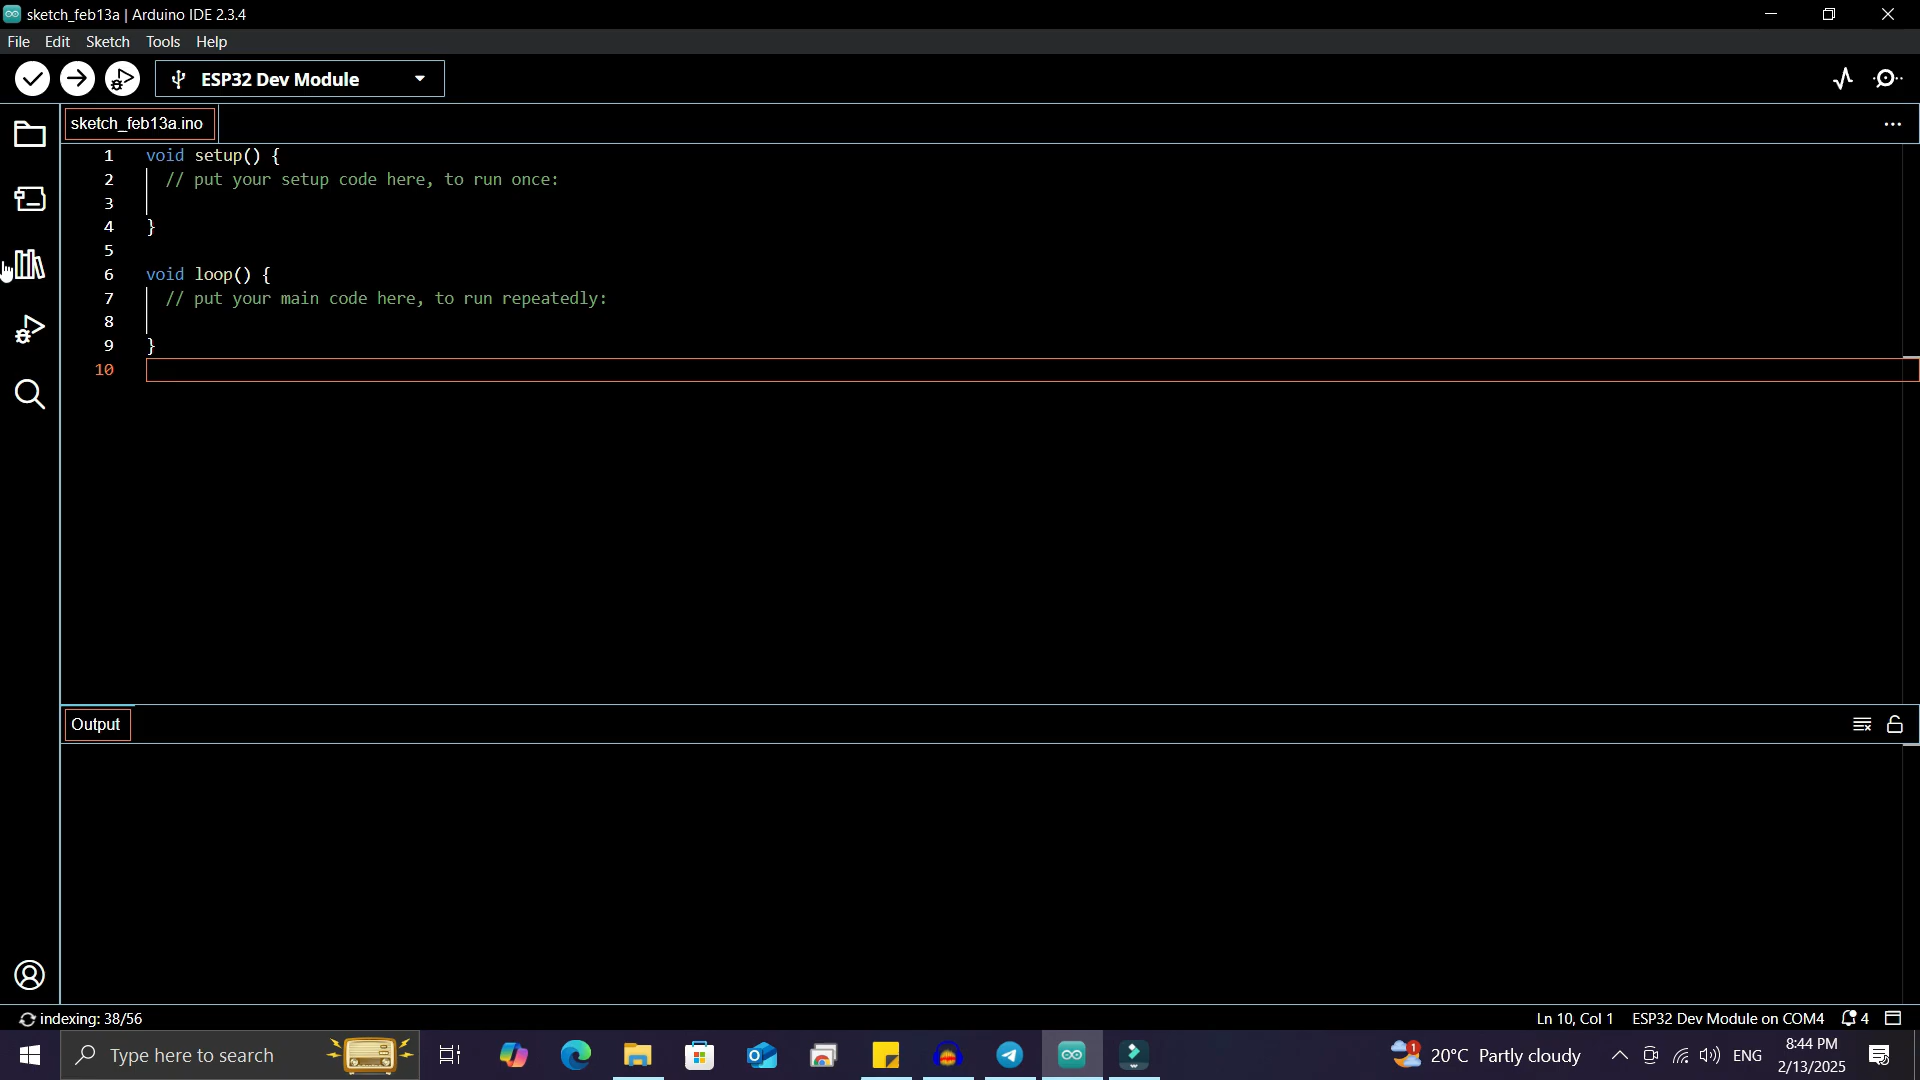 sketch_feb13a | Arduino IDE 2.3.4
File Edit Sketch Tools Help
ESP32 Dev Module
sketch_feb13a.ino
1 void setup() {
2 // put your setup code here, to run once:
3
4 }
5
6 void loop() {
7 // put your main code here, to run repeatedly:
8
9 }
10
Output
indexing: 38/56
Ln 10, Col 1 ESP32 Dev Module on COM4 4
Type here to search
1 20°C Partly cloudy ENG
8:44 PM
2/13/2025